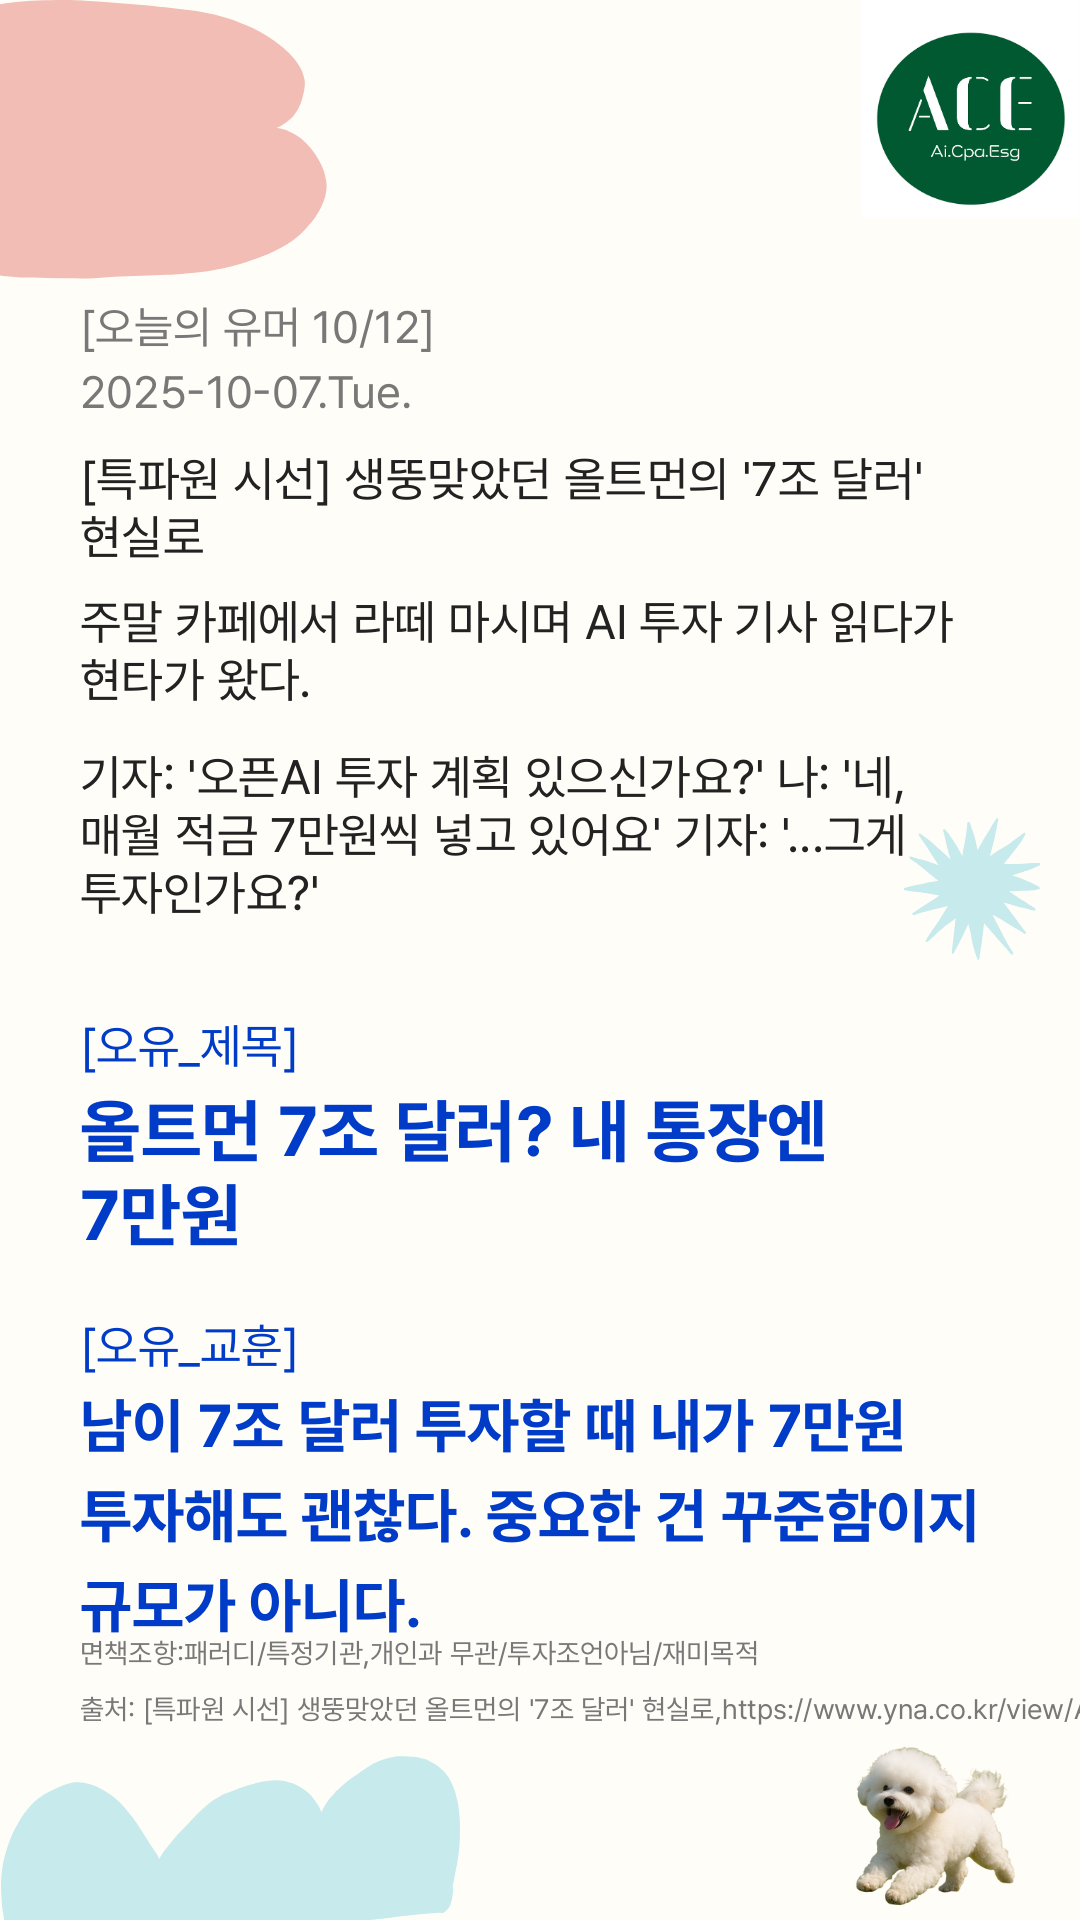 ACE
Ai.Cpa.Esg
[오늘의 유머 10/12]
2025-10-07.Tue.
[특파원 시선] 생뚱맞았던 올트먼의 '7조 달러'
현실로
주말 카페에서 라떼 마시며 AI 투자 기사 읽다가
현타가 왔다.
기자: '오픈AI 투자 계획 있으신가요?' 나: '네,
매월 적금 7만원씩 넣고 있어요' 기자: '...그게
투자인가요?'
[오유_제목]
올트먼 7조 달러? 내 통장엔
7만원
[오유_교훈]
남이 7조 달러 투자할 때 내가 7만원
투자해도 괜찮다. 중요한 건 꾸준함이지
규모가 아니다.
면책조항:패러디/특정기관,개인과 무관/투자조언아님/재미목적
출처: [특파원 시선] 생뚱맞았던 올트먼의 '7조 달러' 현실로,https://www.yna.co.kr/view/